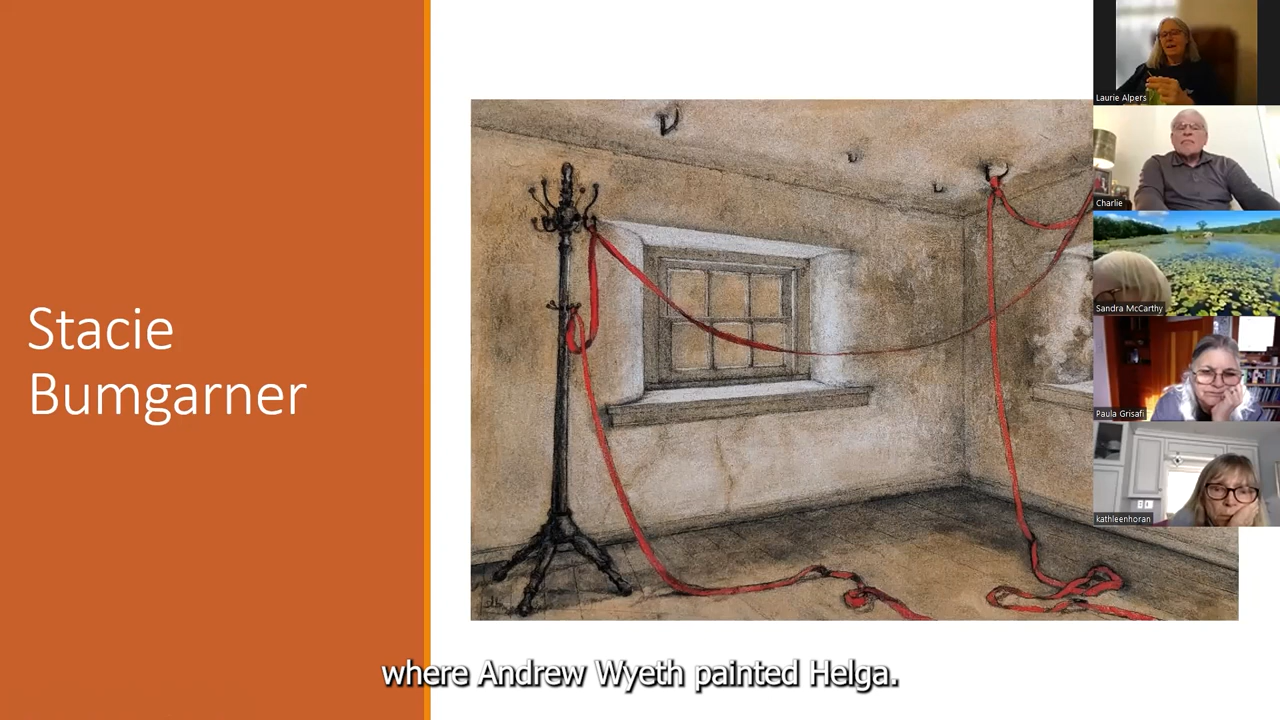 Stacie
Bumgarner
Laurie Alpers
Charlie
Sandra McCarthy
Paula Grisafi
kathleenhoran
where Andrew Wyeth painted Helga.